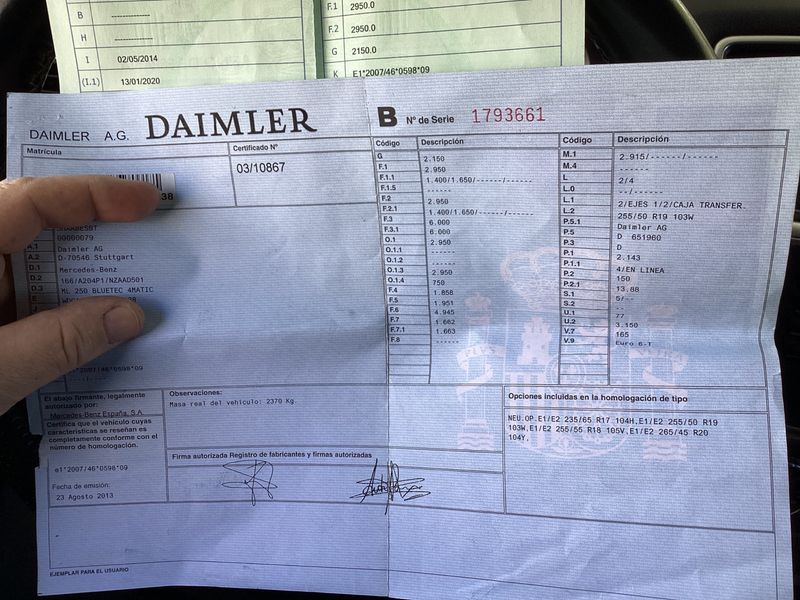 B ------------
F.1 2950.0
H ------------
F.2 2950.0
I 02/05/2014
G 2150.0
(I.1) 13/01/2020
K E1*2007/46*0598*09
DAIMLER A.G. DAIMLER
B Nº de Serie 1793661
Matrícula
Certificado Nº
03/10867
38
00000079
A.1 Daimler AG
A.2 D-70546 Stuttgart
D.1 Mercedes-Benz
D.2 166/A204P1/NZAAD501
D.3 ML 250 BLUETEC 4MATIC
E
38
*2007/46*0598*09
Código Descripción
G 2.150
F.1 2.950
F.1.1 1.400/1.650/------/------
F.1.5 ------
F.2 2.950
F.2.1 1.400/1.650/------/------
F.3 6.000
F.3.1 6.000
O.1 2.950
O.1.1 ------
O.1.2 ------
O.1.3 2.950
O.1.4 750
F.4 1.858
F.5 1.951
F.6 4.945
F.7 1.662
F.7.1 1.663
F.8 ------
Código Descripción
M.1 2.915/------/------
M.4 ------
L 2/4
L.0 --/------
L.1 2/EJES 1/2/CAJA TRANSFER.
L.2 255/50 R19 103W
P.5.1 Daimler AG
P.5 D 651960
P.3 D
P.1 2.143
P.1.1 4/EN LINEA
P.2 150
P.2.1 13.88
S.1 5/--
S.2 --
U.1 77
U.2 3.150
V.7 165
V.9 Euro 6-T
El abajo firmante, legalmente
autorizado por:
Mercedes-Benz España, S.A.
Certifica que el vehículo cuyas
características se reseñan es
completamente conforme con el
número de homologación.
e1*2007/46*0598*09
Fecha de emisión:
23 Agosto 2013
Observaciones:
Masa real del vehículo: 2370 Kg.
Firma autorizada Registro de fabricantes y firmas autorizadas
Opciones incluidas en la homologación de tipo
NEU.OP.E1/E2 235/65 R17 104H,E1/E2 255/50 R19
103W,E1/E2 255/55 R18 105V,E1/E2 265/45 R20
104Y,
EJEMPLAR PARA EL USUARIO